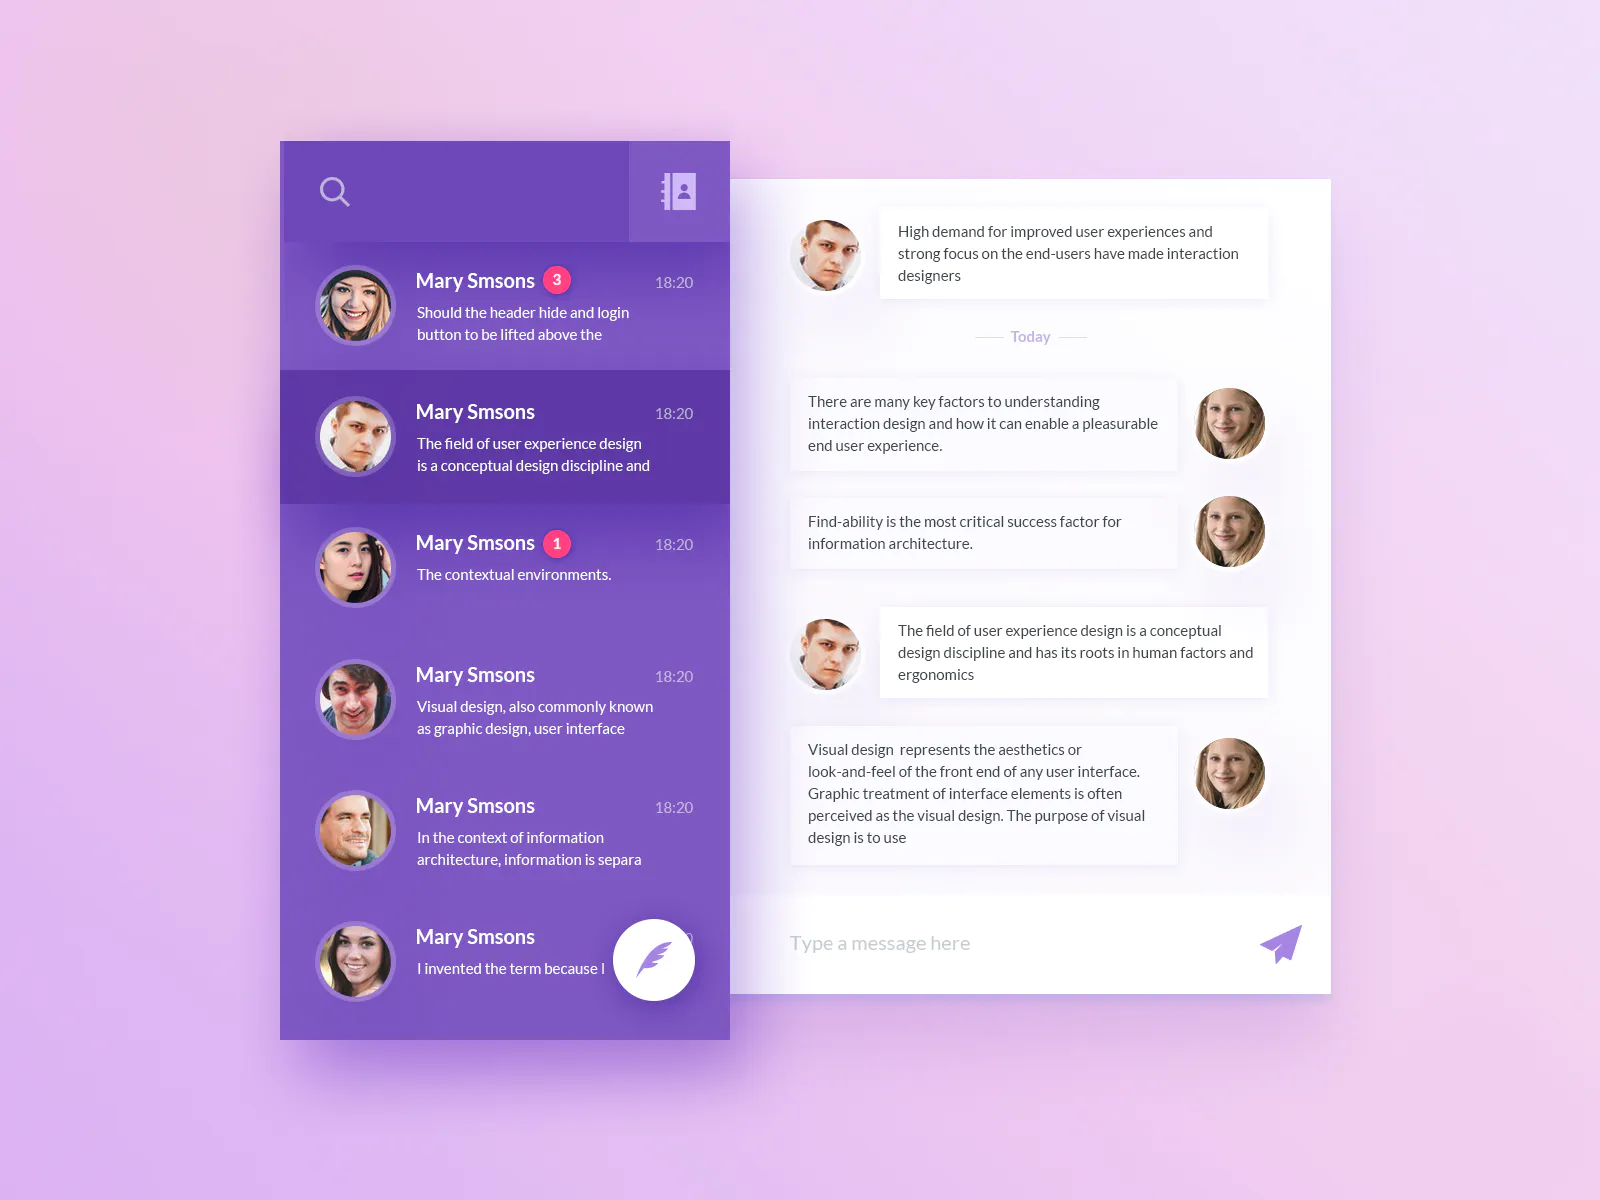 Mary Smsons 3 18:20
Should the header hide and login
button to be lifted above the
Mary Smsons 18:20
The field of user experience design
is a conceptual design discipline and
Mary Smsons 1 18:20
The contextual environments.
Mary Smsons 18:20
Visual design, also commonly known
as graphic design, user interface
Mary Smsons 18:20
In the context of information
architecture, information is separa
Mary Smsons
I invented the term because I
High demand for improved user experiences and
strong focus on the end-users have made interaction
designers
Today
There are many key factors to understanding
interaction design and how it can enable a pleasurable
end user experience.
Find-ability is the most critical success factor for
information architecture.
The field of user experience design is a conceptual
design discipline and has its roots in human factors and
ergonomics
Visual design represents the aesthetics or
look-and-feel of the front end of any user interface.
Graphic treatment of interface elements is often
perceived as the visual design. The purpose of visual
design is to use
Type a message here